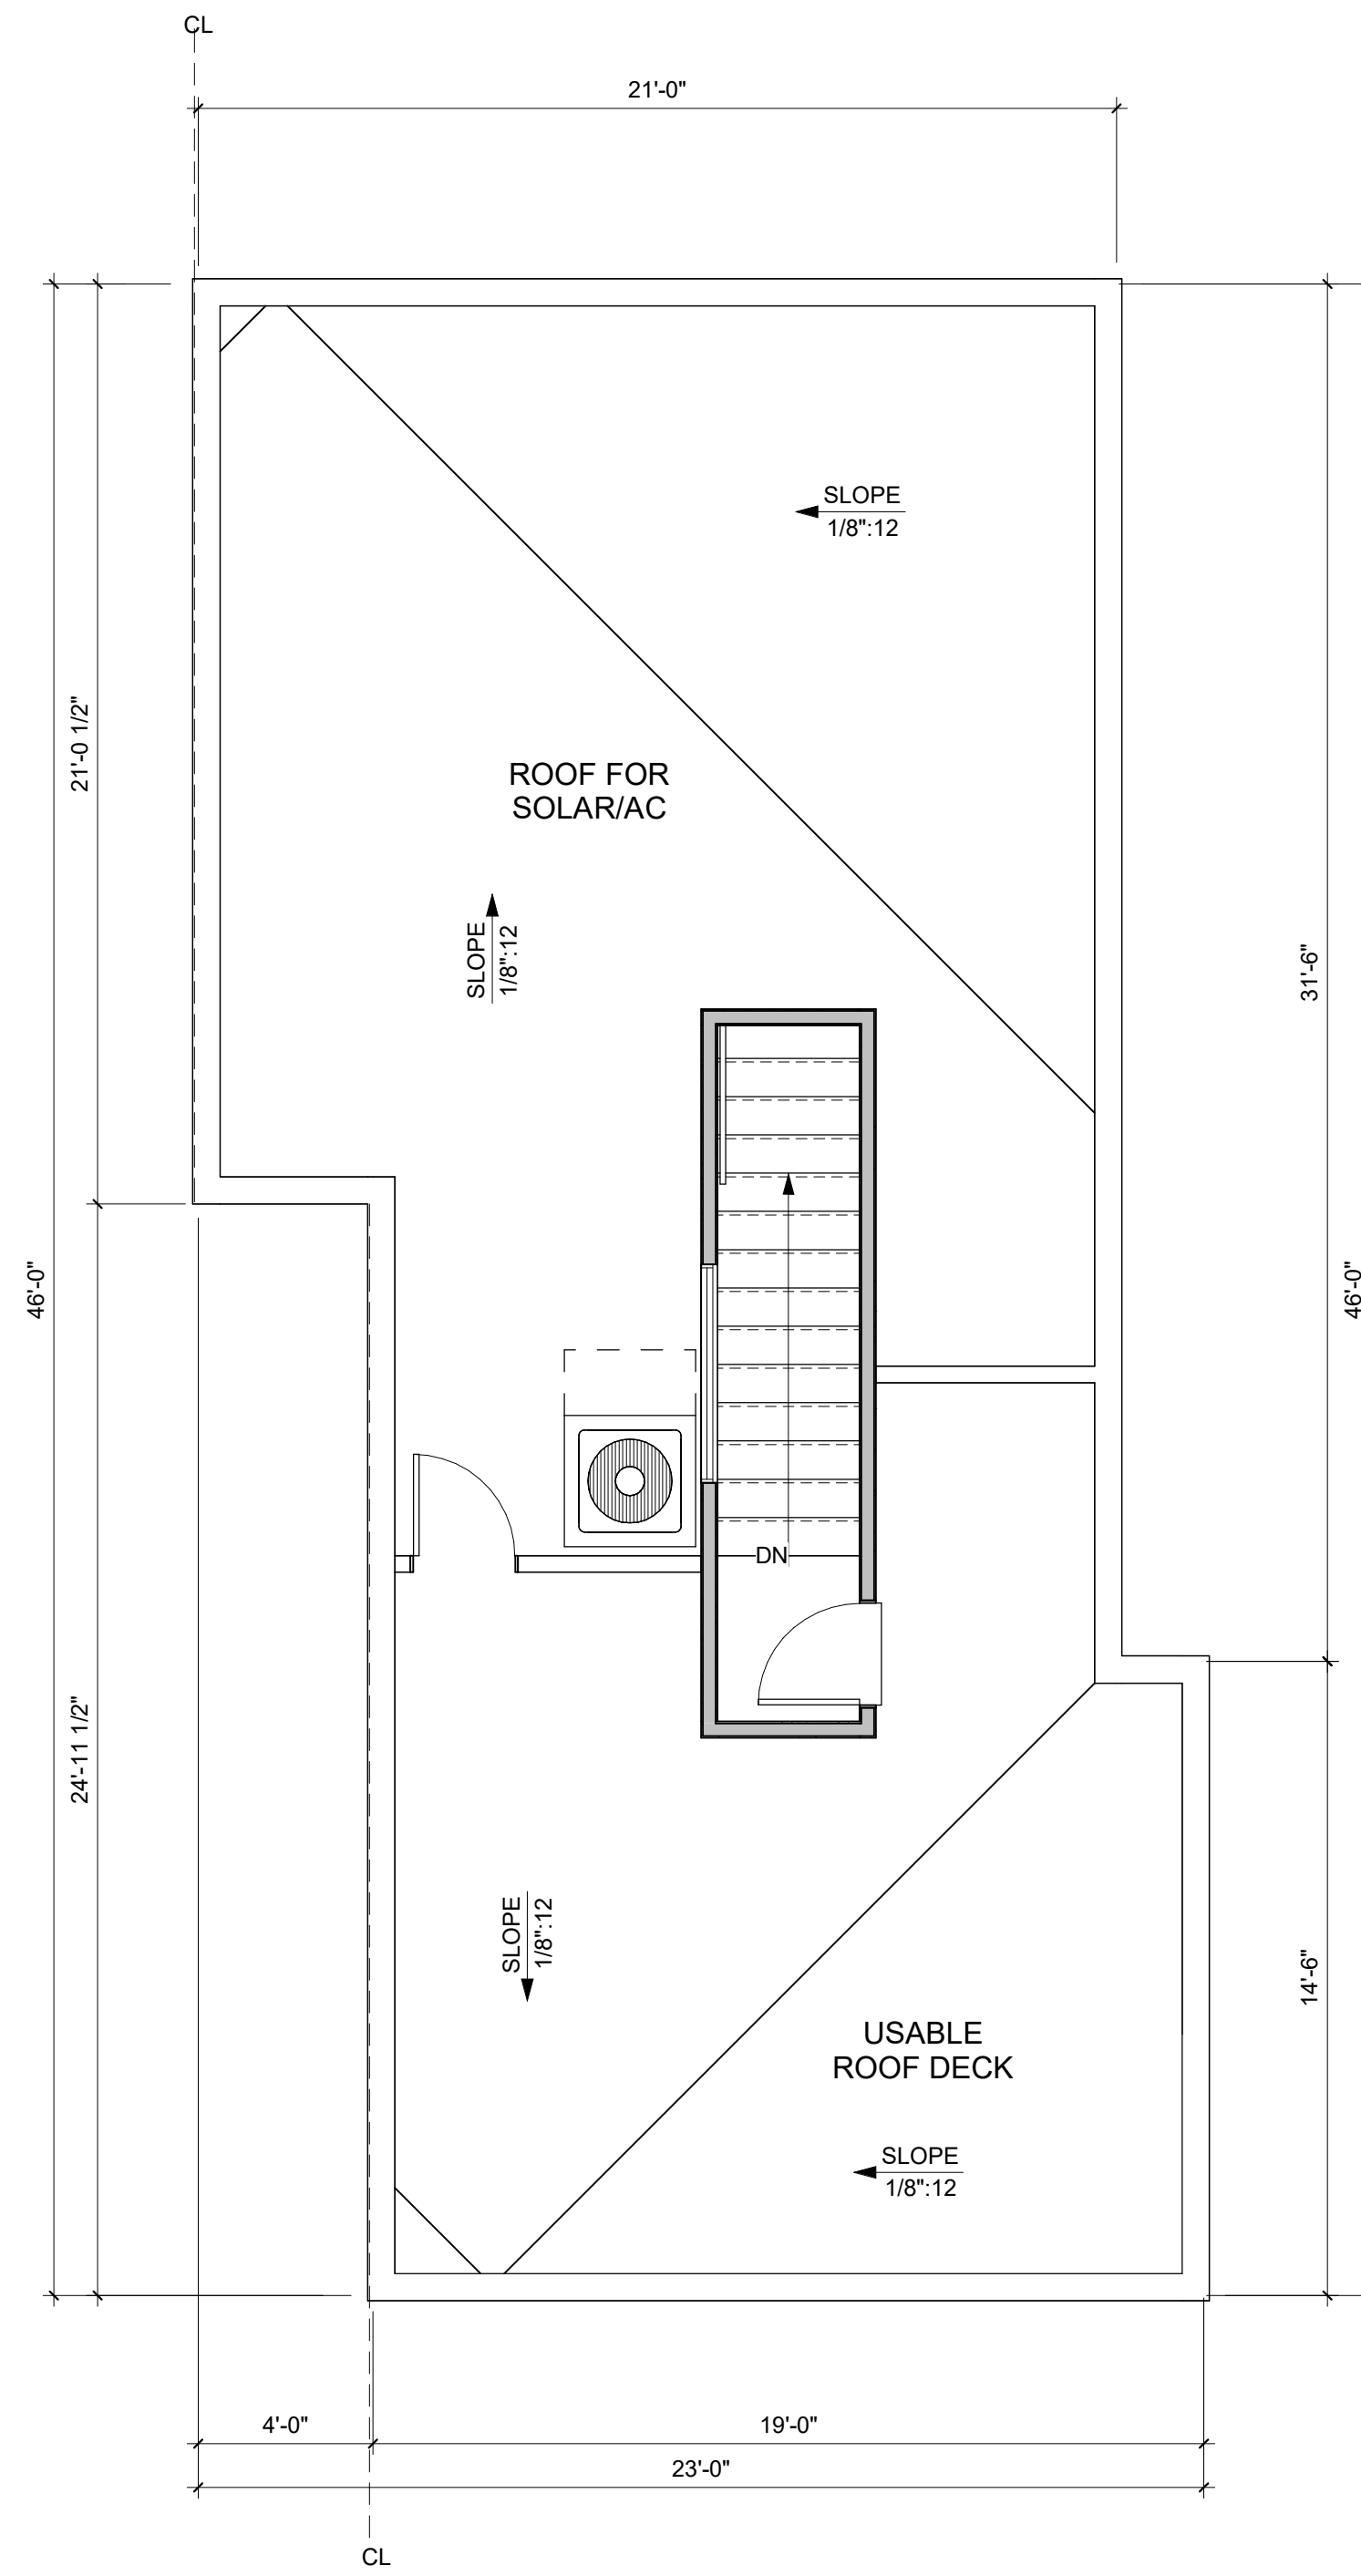 CL
21'-0"
SLOPE
1/8":12
21'-0 1/2"
ROOF FOR
SOLAR/AC
SLOPE
1/8":12
31'-6"
46'-0"
46'-0"
DN
24'-11 1/2"
SLOPE
1/8":12
14'-6"
USABLE
ROOF DECK
SLOPE
1/8":12
4'-0"
19'-0"
23'-0"
CL